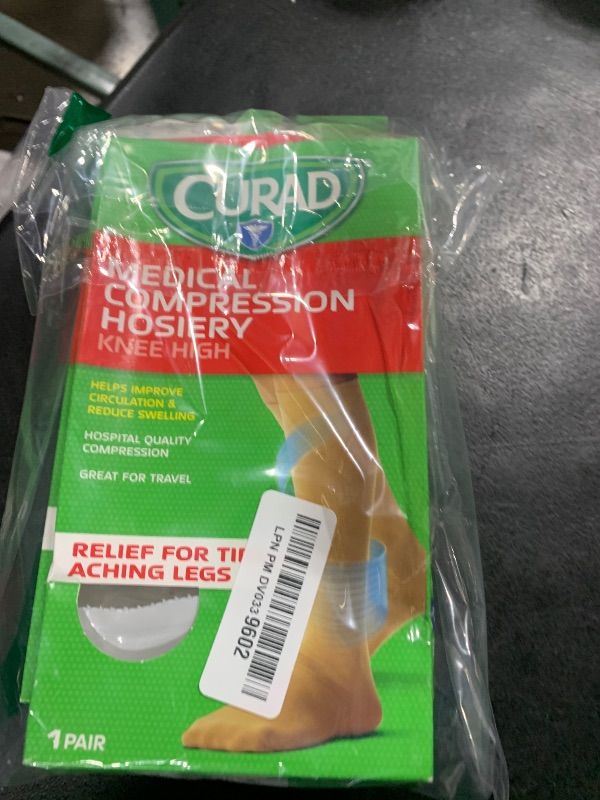 CURAD
MEDICAL
COMPRESSION
HOSIERY
KNEE HIGH
HELPS IMPROVE
CIRCULATION &
REDUCE SWELLING
HOSPITAL QUALITY
COMPRESSION
GREAT FOR TRAVEL
RELIEF FOR
ACHING LEGS
LPN PM DV033 9602
1 PAIR